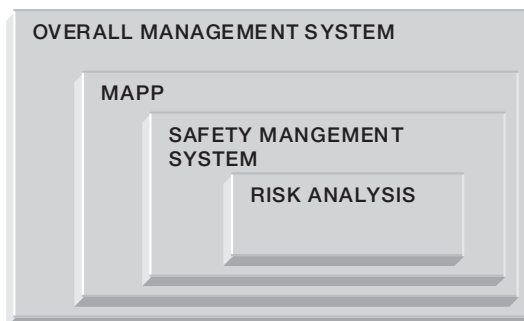 OVERALL MANAGEMENT SYSTEM
MAPP
SAFETY MANGEMENT
SYSTEM
RISK ANALYSIS